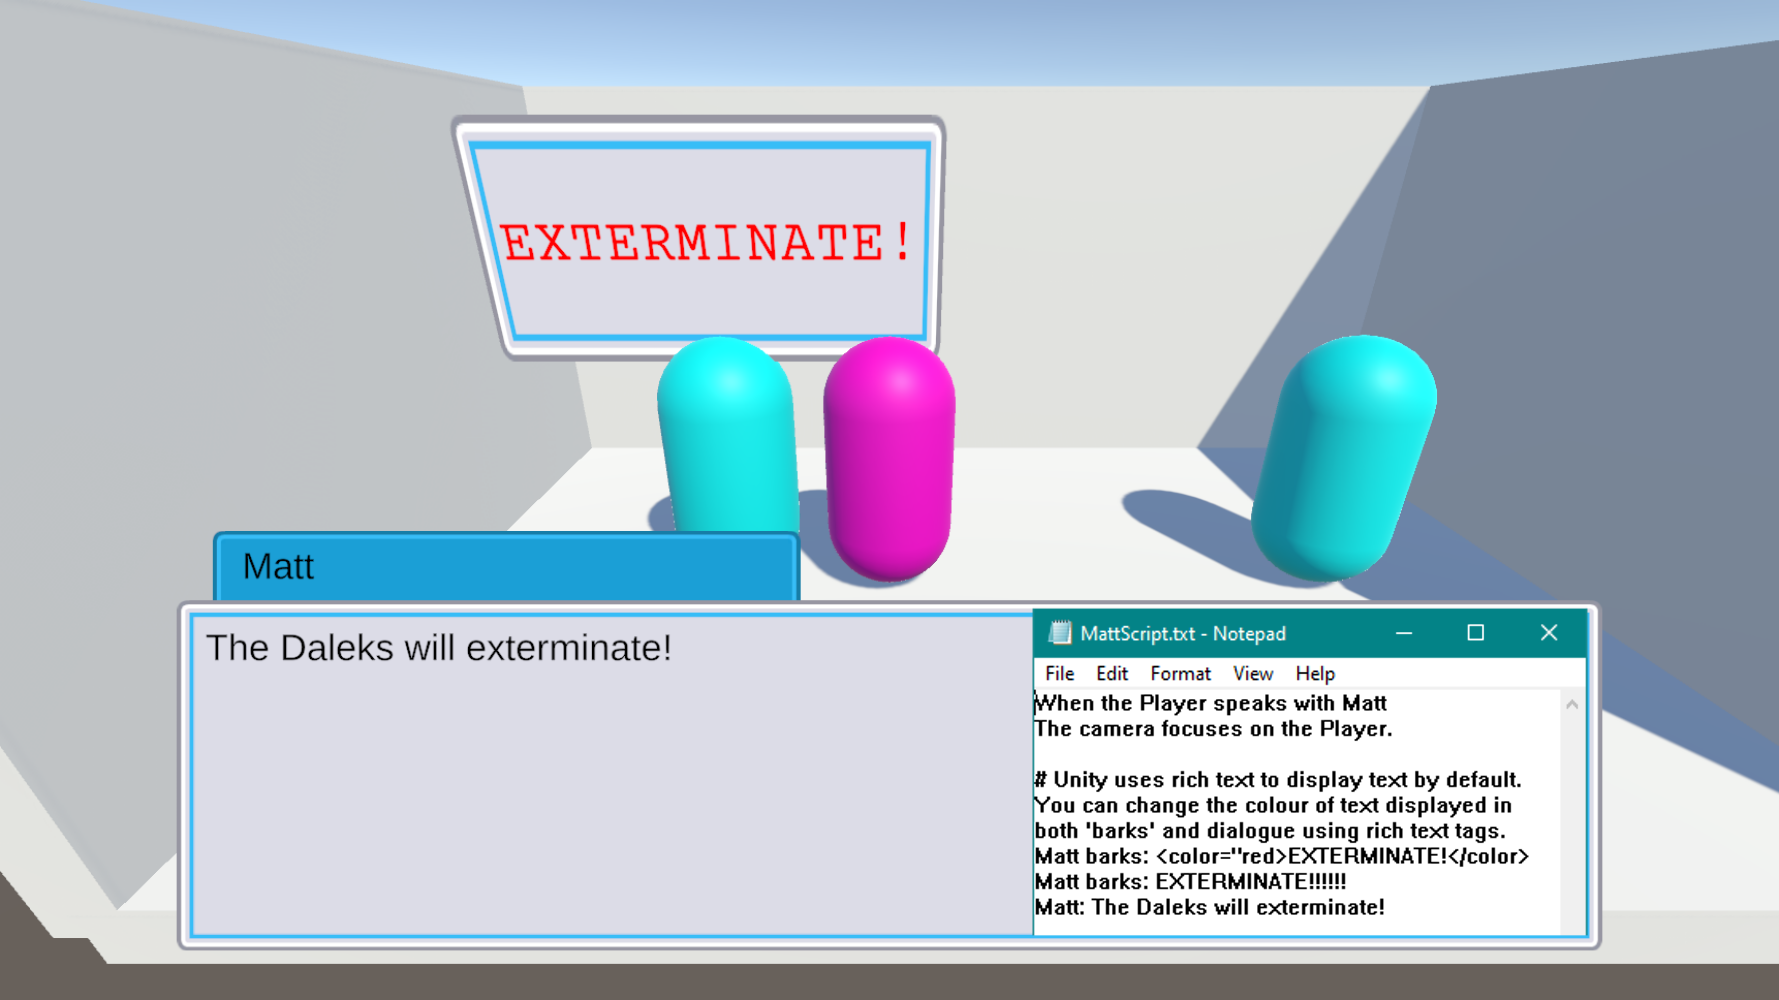 EXTERMINATE!
Matt
The Daleks will exterminate!
MattScript.txt - Notepad
File Edit Format View Help
When the Player speaks with Matt
The camera focuses on the Player.
# Unity uses rich text to display text by default.
You can change the colour of text displayed in
both 'barks' and dialogue using rich text tags.
Matt barks: <color="red>EXTERMINATE!</color>
Matt barks: EXTERMINATE!!!!!!
Matt: The Daleks will exterminate!